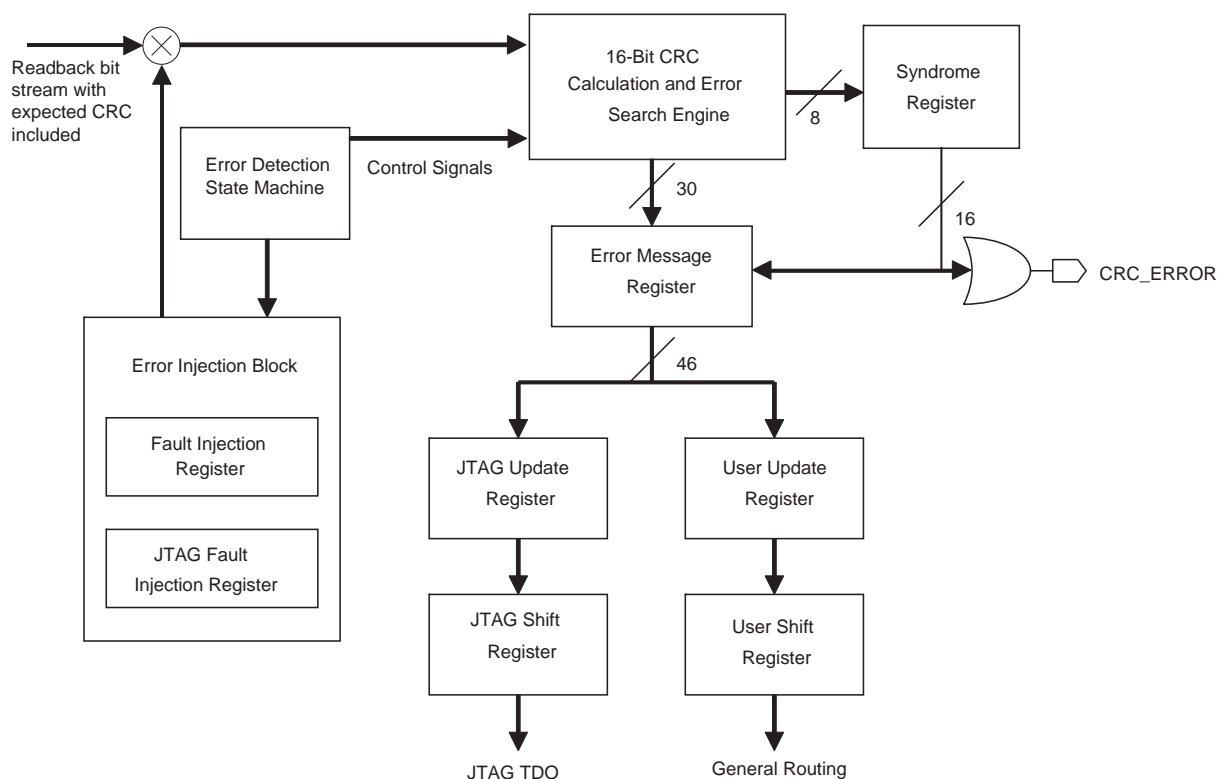 Readback bit
stream with
expected CRC
included
16-Bit CRC
Calculation and Error
Search Engine
8
Syndrome
Register
Error Detection
State Machine
Control Signals
30
16
Error Message
Register
CRC_ERROR
46
Error Injection Block
Fault Injection
Register
JTAG Fault
Injection Register
JTAG Update
Register
User Update
Register
JTAG Shift
Register
User Shift
Register
JTAG TDO
General Routing